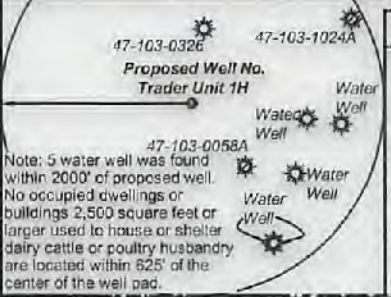 47-103-0326
47-103-1024A
Proposed Well No.
Trader Unit 1H
Water
Well
Water
Well
47-103-0058A
Water
Well
Water
Well
Note: 5 water well was found
within 2000' of proposed well.
No occupied dwellings or
buildings 2,500 square feet or
larger used to house or shelter
dairy cattle or poultry husbandry
are located within 625' of the
center of the well pad.